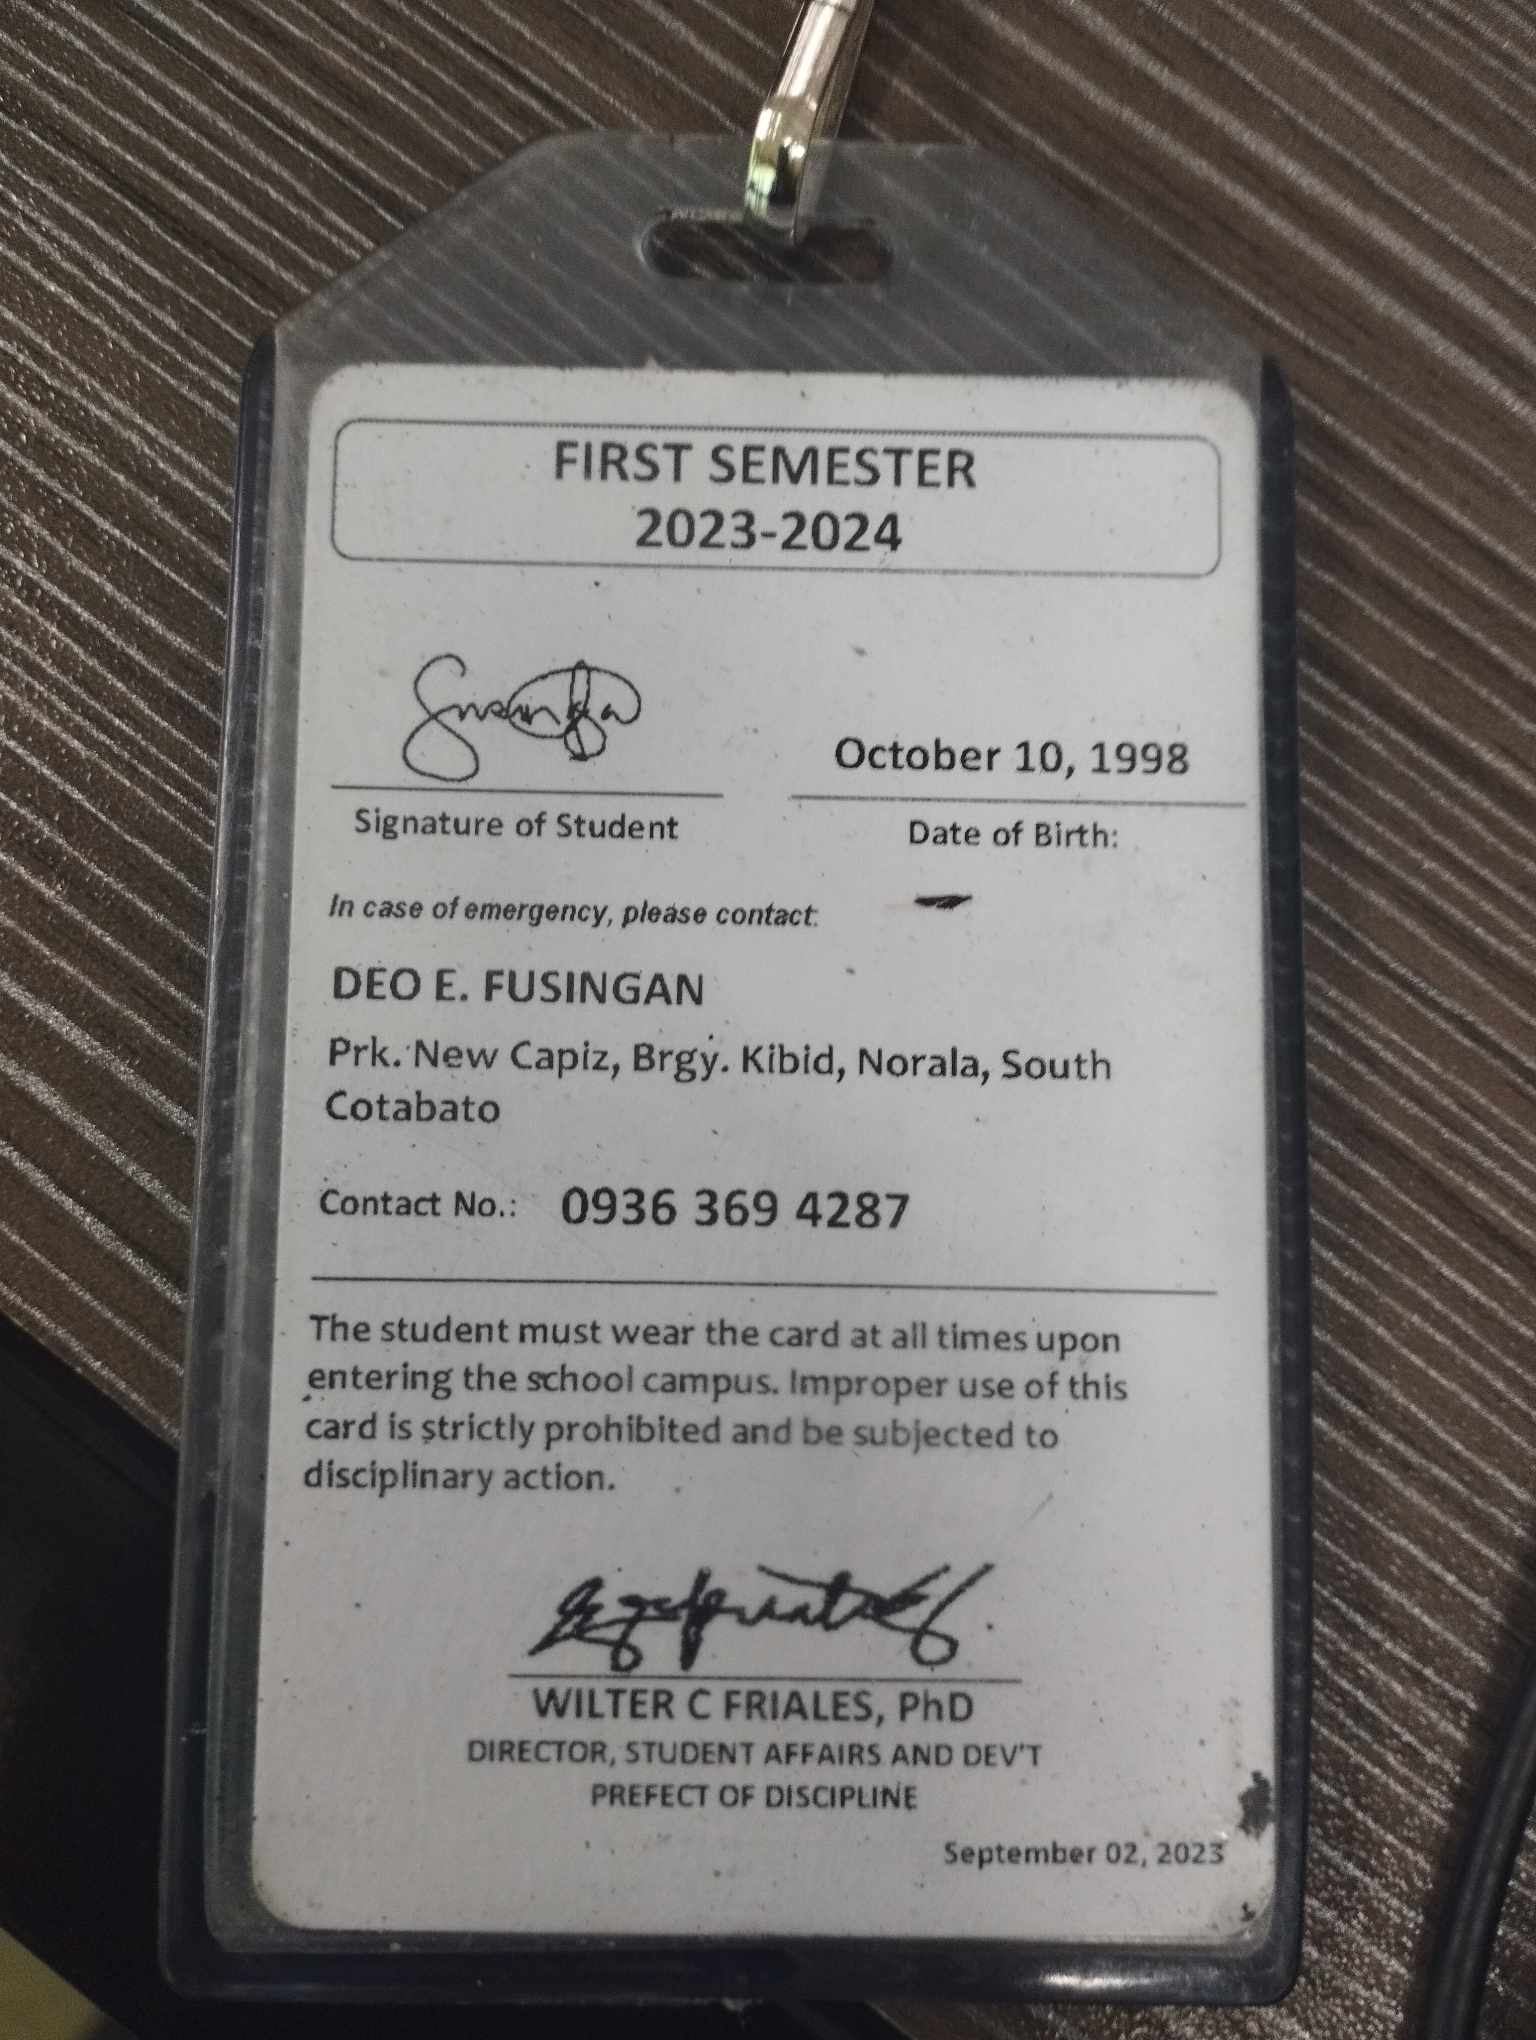 FIRST SEMESTER
2023-2024
October 10, 1998
Signature of Student
Date of Birth:
In case of emergency, please contact:
DEO E. FUSINGAN
Prk. New Capiz, Brgy. Kibid, Norala, South
Cotabato
Contact No.: 0936 369 4287
The student must wear the card at all times upon
entering the school campus. Improper use of this
card is strictly prohibited and be subjected to
disciplinary action.
WILTER C FRIALES, PhD
DIRECTOR, STUDENT AFFAIRS AND DEV'T
PREFECT OF DISCIPLINE
September 02, 2023